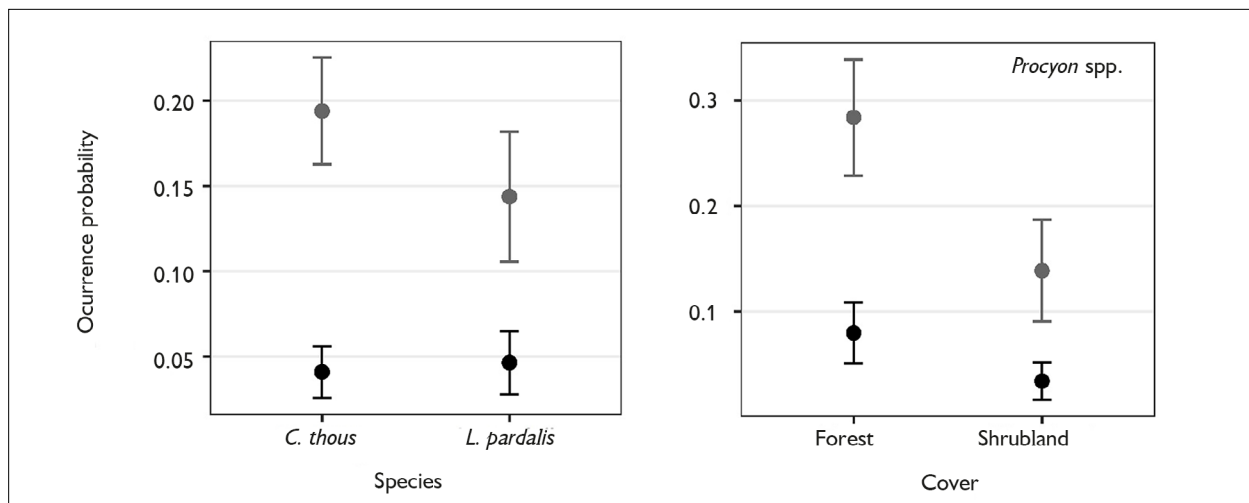 Ocurrence probability
0.20
0.15
0.10
0.05
C. thous
L. pardalis
Species
Procyon spp.
0.3
0.2
0.1
Forest
Shrubland
Cover